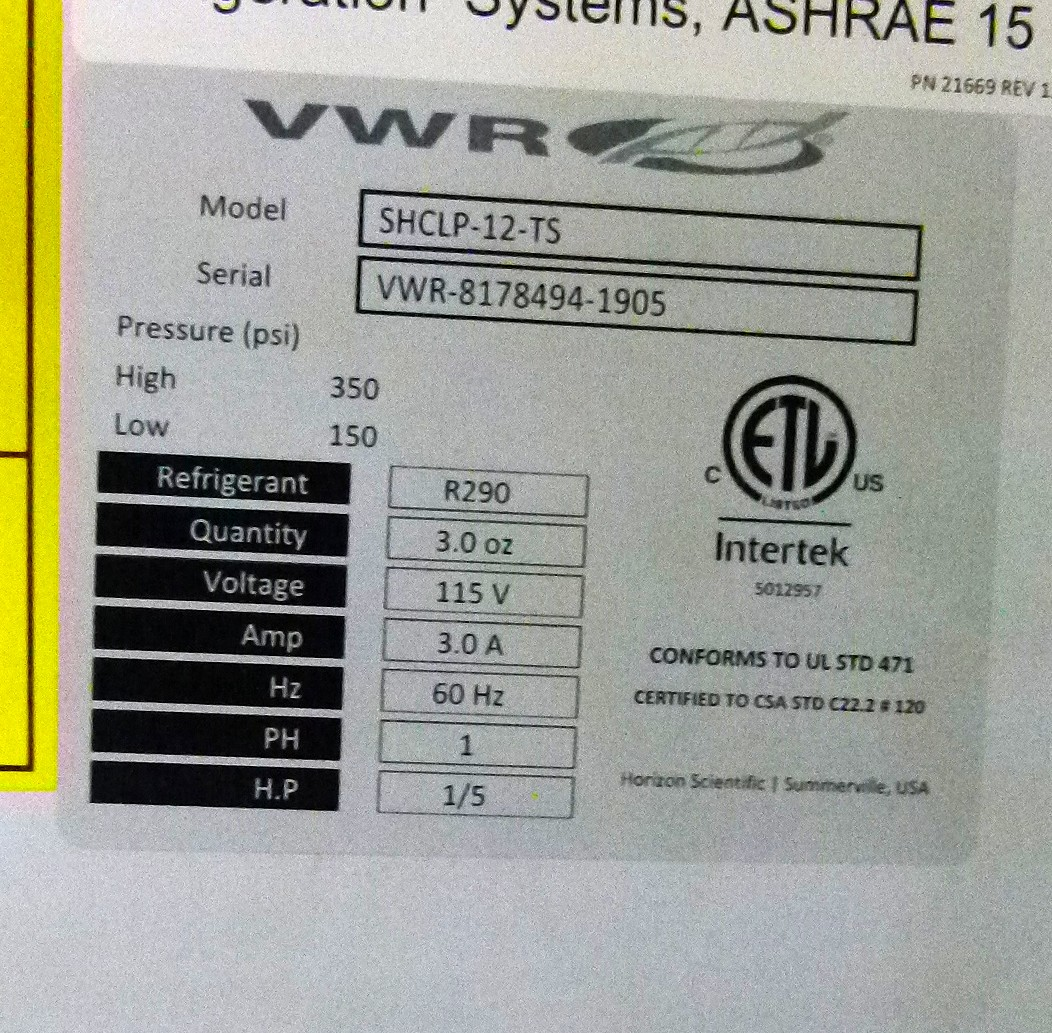 Systems, ASHRAE 15
PN 21669 REV 1
VWR
Model SHCLP-12-TS
Serial VWR-8178494-1905
Pressure (psi)
High 350
Low 150
Refrigerant R290
Quantity 3.0 oz
Voltage 115 V
Amp 3.0 A
Hz 60 Hz
PH 1
H.P 1/5
C ETL US
LISTED
Intertek
5012957
CONFORMS TO UL STD 471
CERTIFIED TO CSA STD C22.2 # 120
Horizon Scientific | Summerville, USA